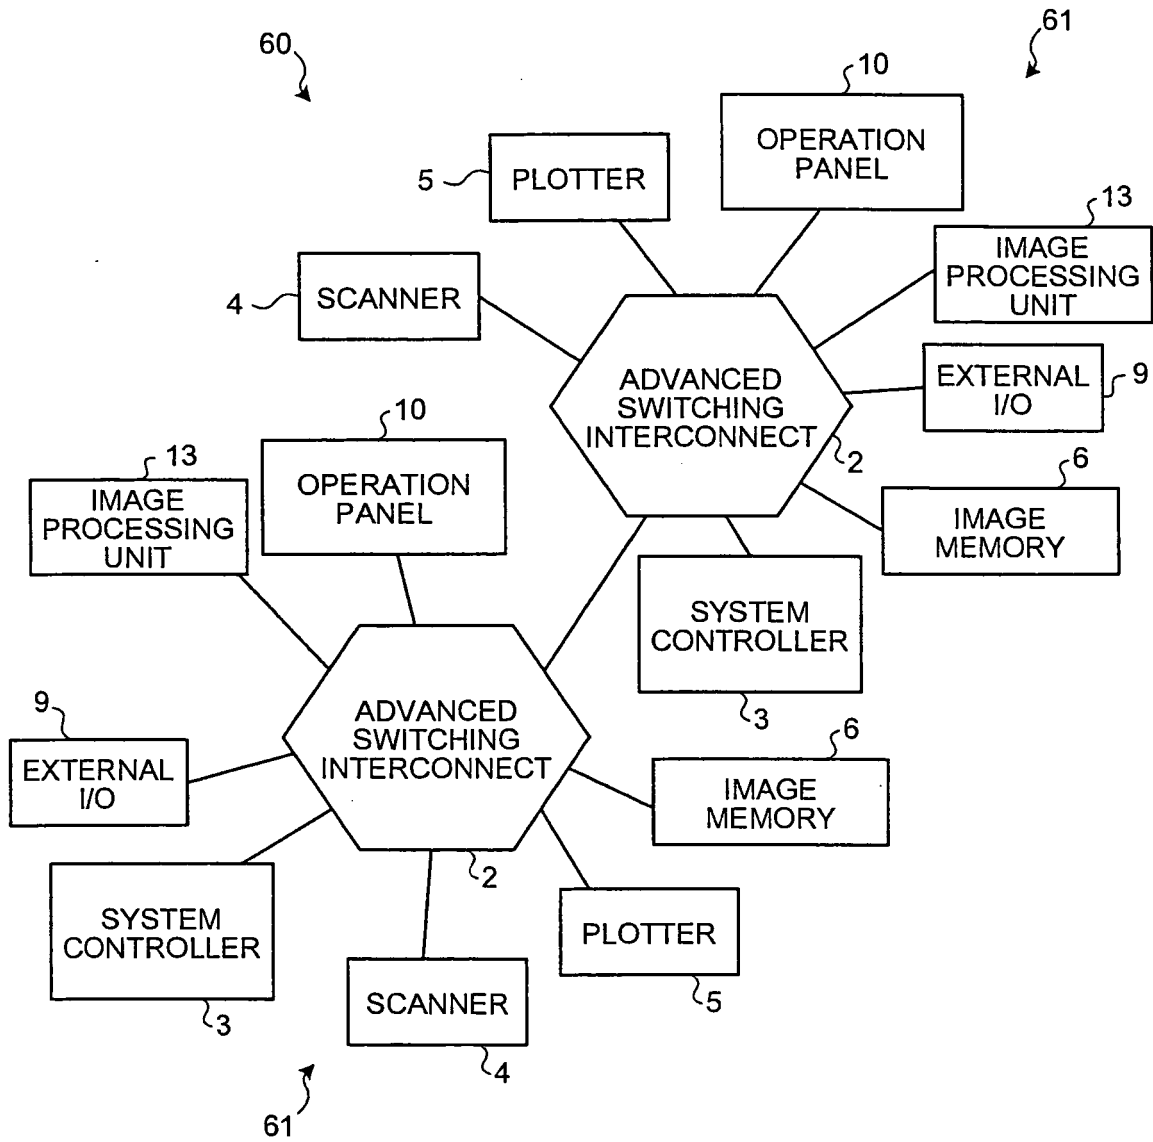 60
61
10
OPERATION
PANEL
5
PLOTTER
13
IMAGE
PROCESSING
UNIT
4
SCANNER
ADVANCED
SWITCHING
INTERCONNECT
2
EXTERNAL
I/O
9
10
OPERATION
PANEL
13
IMAGE
PROCESSING
UNIT
6
IMAGE
MEMORY
SYSTEM
CONTROLLER
3
9
EXTERNAL
I/O
ADVANCED
SWITCHING
INTERCONNECT
2
6
IMAGE
MEMORY
SYSTEM
CONTROLLER
3
PLOTTER
5
SCANNER
4
61